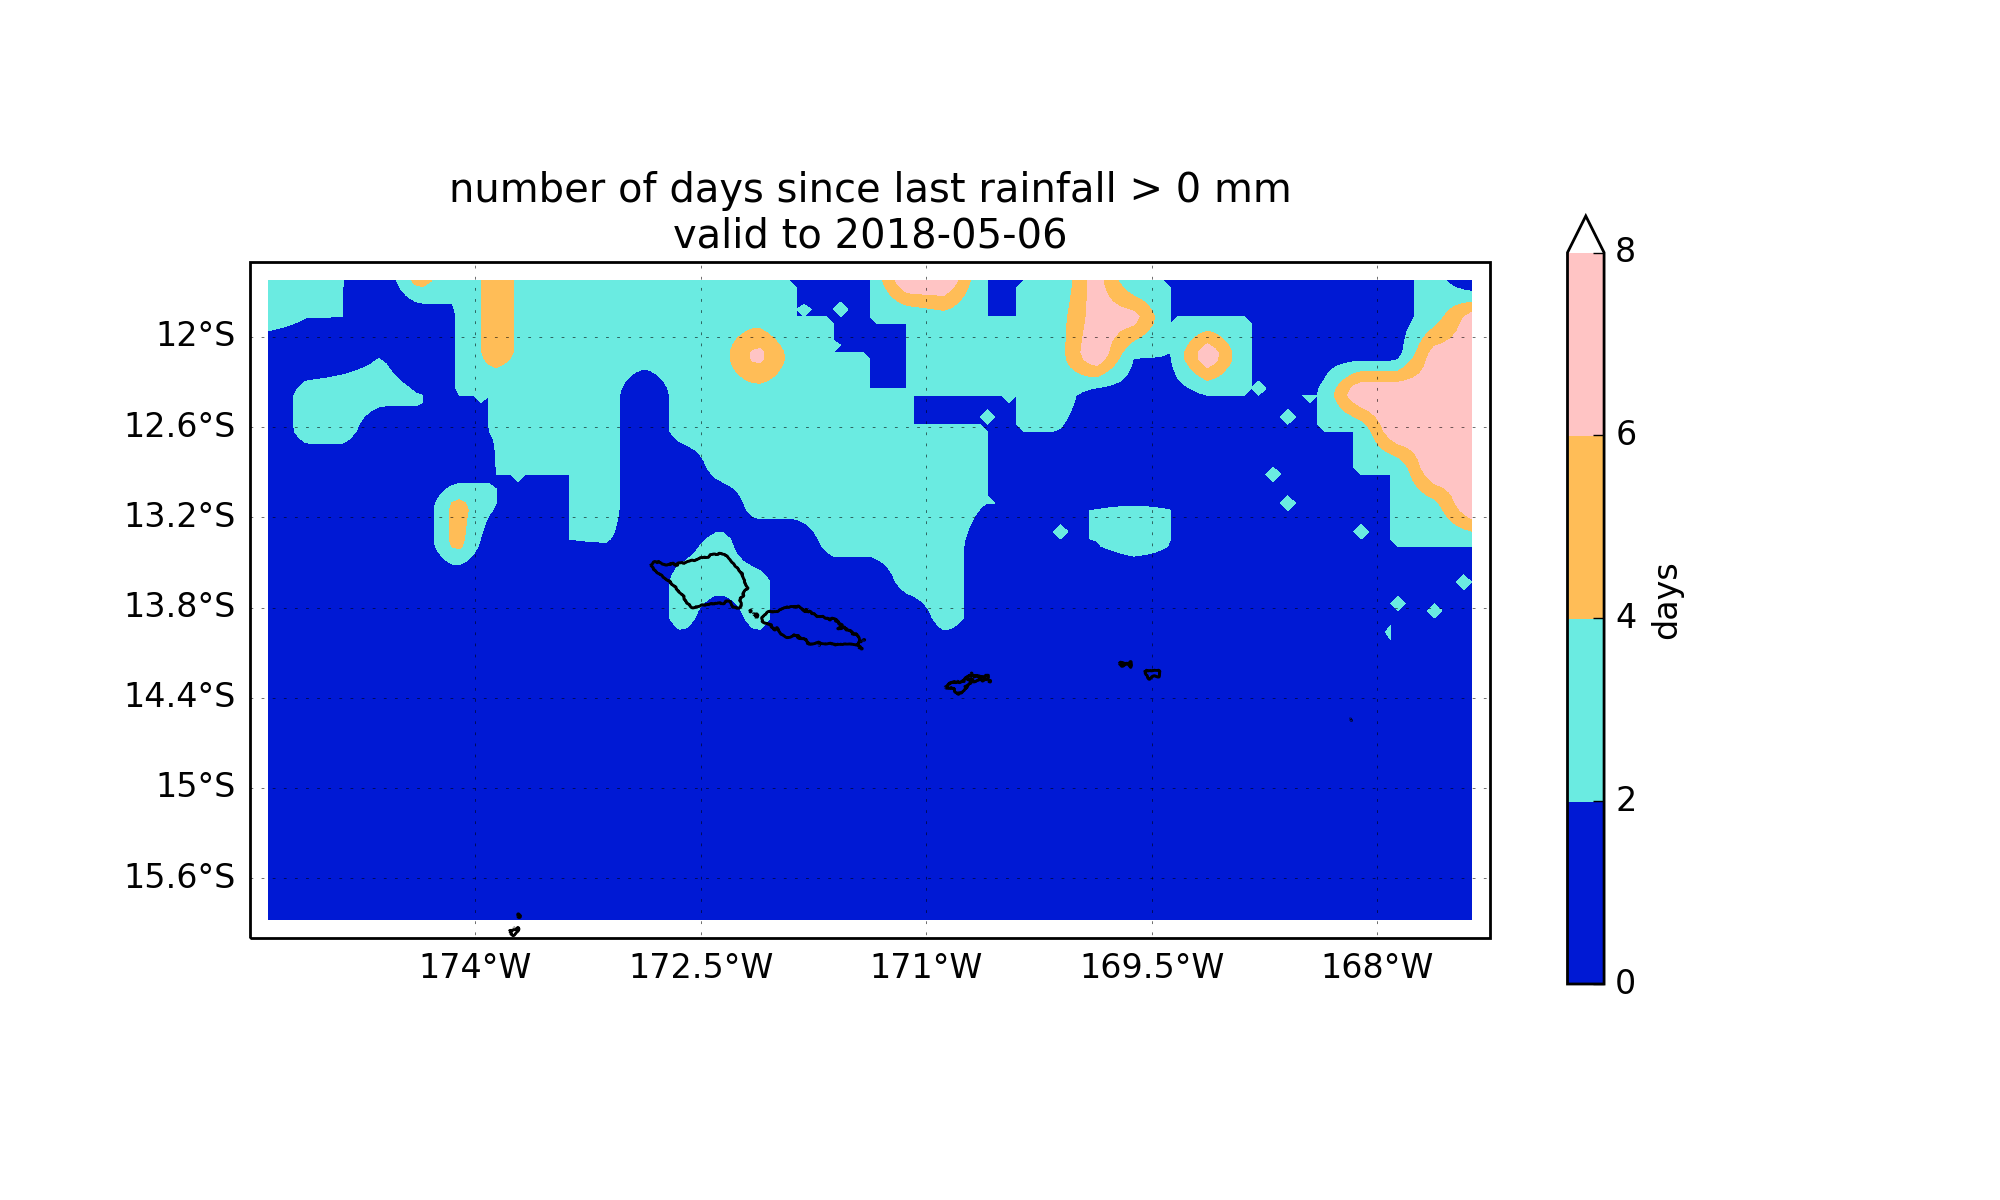 number of days since last rainfall > 0 mm
valid to 2018-05-06
12°S
12.6°S
13.2°S
13.8°S
14.4°S
15°S
15.6°S
174°W
172.5°W
171°W
169.5°W
168°W
8
6
4
2
0
days